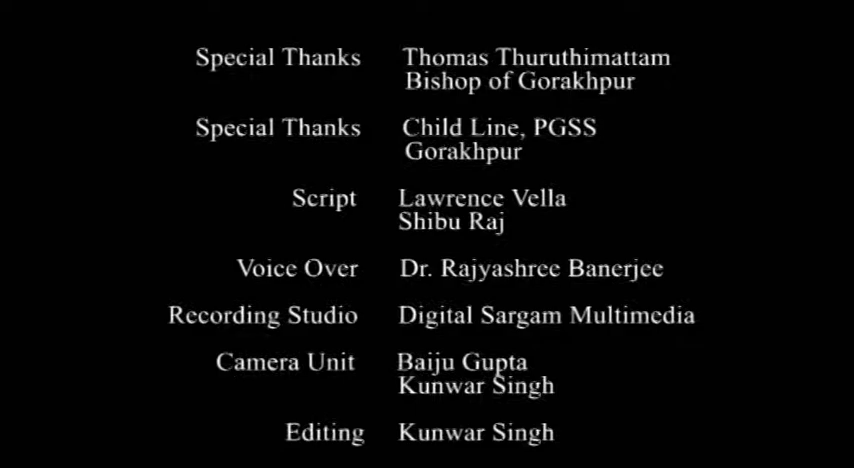 Special Thanks Thomas Thuruthimattam
Bishop of Gorakhpur
Special Thanks Child Line, PGSS
Gorakhpur
Script Lawrence Vella
Shibu Raj
Voice Over Dr. Rajyashree Banerjee
Recording Studio Digital Sargam Multimedia
Camera Unit Baiju Gupta
Kunwar Singh
Editing Kunwar Singh